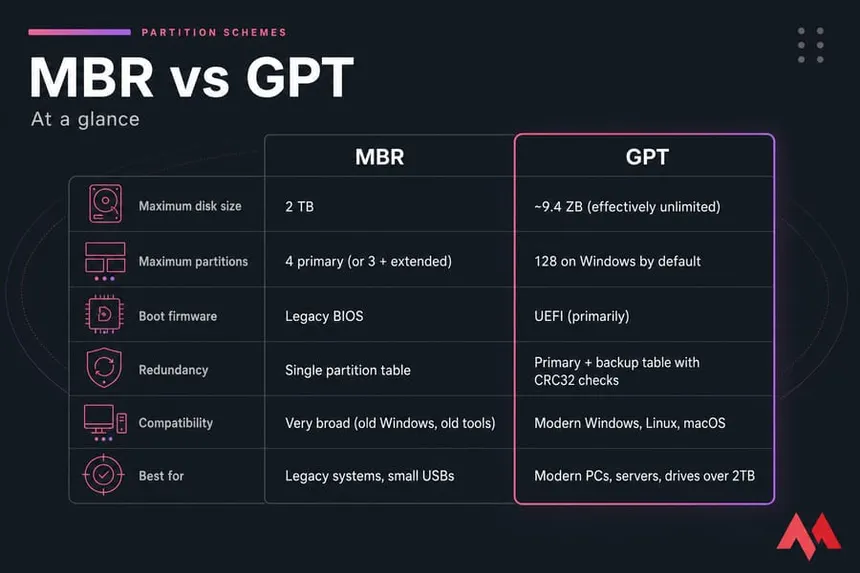 PARTITION SCHEMES
MBR vs GPT
At a glance
MBR
GPT
Maximum disk size
2 TB
~9.4 ZB (effectively unlimited)
Maximum partitions
4 primary (or 3 + extended)
128 on Windows by default
Boot firmware
Legacy BIOS
UEFI (primarily)
Redundancy
Single partition table
Primary + backup table with
CRC32 checks
Compatibility
Very broad (old Windows, old tools)
Modern Windows, Linux, macOS
Best for
Legacy systems, small USBs
Modern PCs, servers, drives over 2TB